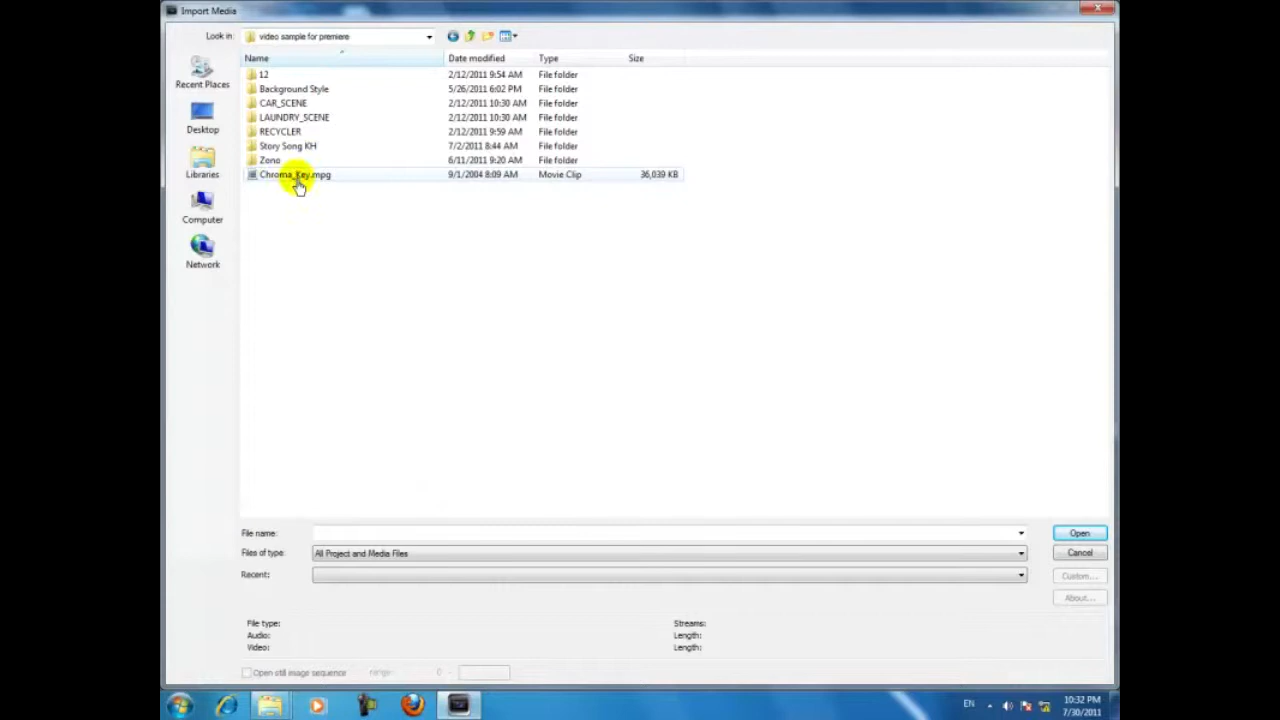 Import Media
Look in: video sample for premiere
Recent Places
Desktop
Libraries
Computer
Network
Name Date modified Type Size
12 2/12/2011 9:54 AM File folder
Background Style 5/26/2011 6:02 PM File folder
CAR_SCENE 2/12/2011 10:30 AM File folder
LAUNDRY_SCENE 2/12/2011 10:30 AM File folder
RECYCLER 2/12/2011 9:59 AM File folder
Story Song KH 7/2/2011 8:44 AM File folder
Zono 6/11/2011 9:20 AM File folder
Chroma_Key.mpg 9/1/2004 8:09 AM Movie Clip 36,039 KB
File name: Open
Files of type: All Project and Media Files Cancel
Recent: Custom...
About...
File type: Streams:
Audio: Length:
Video: Length:
Open still image sequence range: 0 -
EN 10:32 PM
7/30/2011